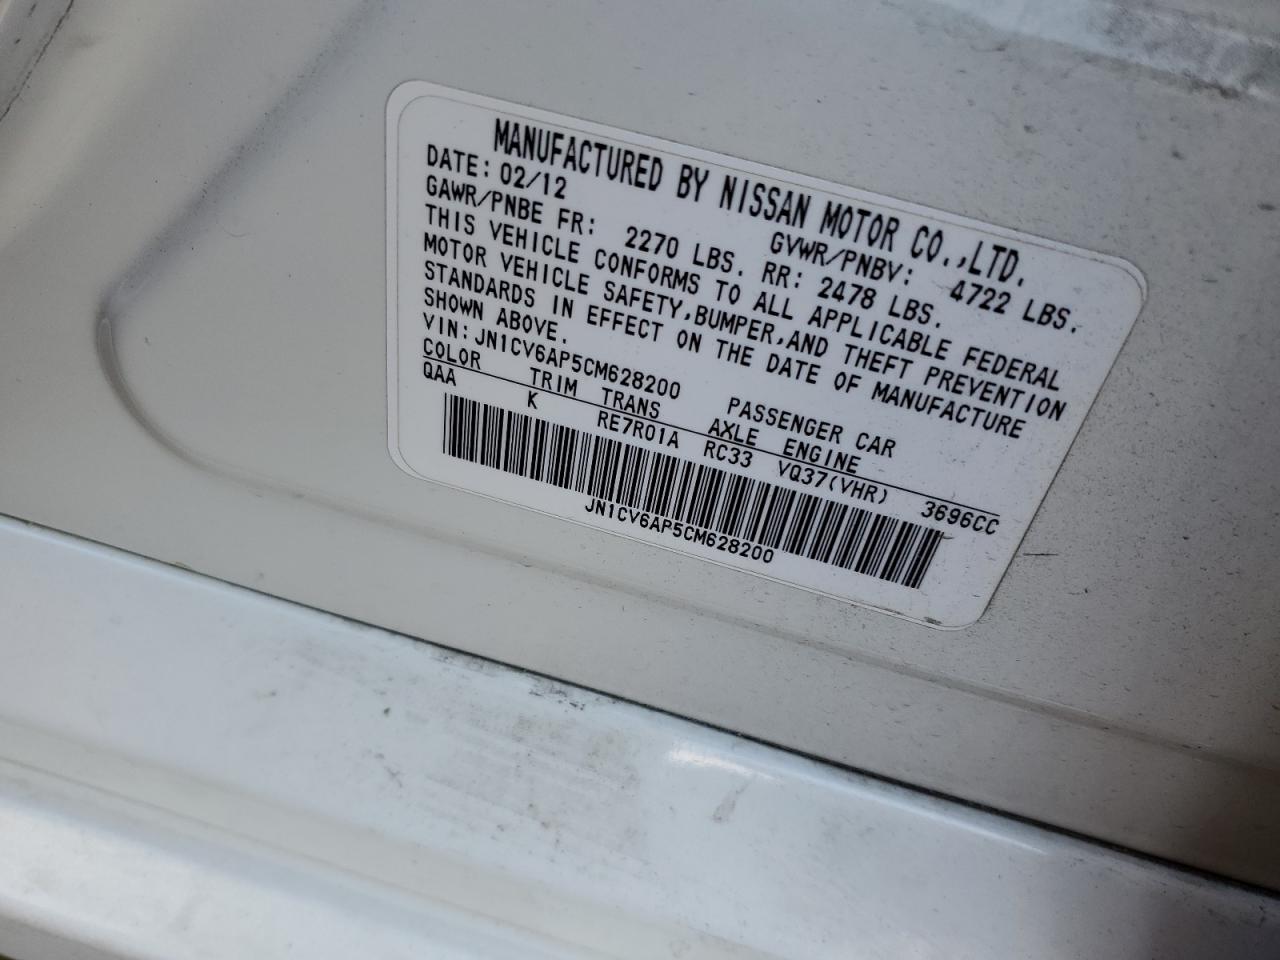 MANUFACTURED BY NISSAN MOTOR CO.,LTD.
DATE: 02/12 GVWR/PNBV: 4722 LBS.
GAWR/PNBE FR: 2270 LBS. RR: 2478 LBS.
THIS VEHICLE CONFORMS TO ALL APPLICABLE FEDERAL
MOTOR VEHICLE SAFETY,BUMPER,AND THEFT PREVENTION
STANDARDS IN EFFECT ON THE DATE OF MANUFACTURE
SHOWN ABOVE.
VIN: JN1CV6AP5CM628200 PASSENGER CAR
COLOR TRIM TRANS AXLE ENGINE
QAA K RE7R01A RC33 VQ37(VHR) 3696CC
JN1CV6AP5CM628200